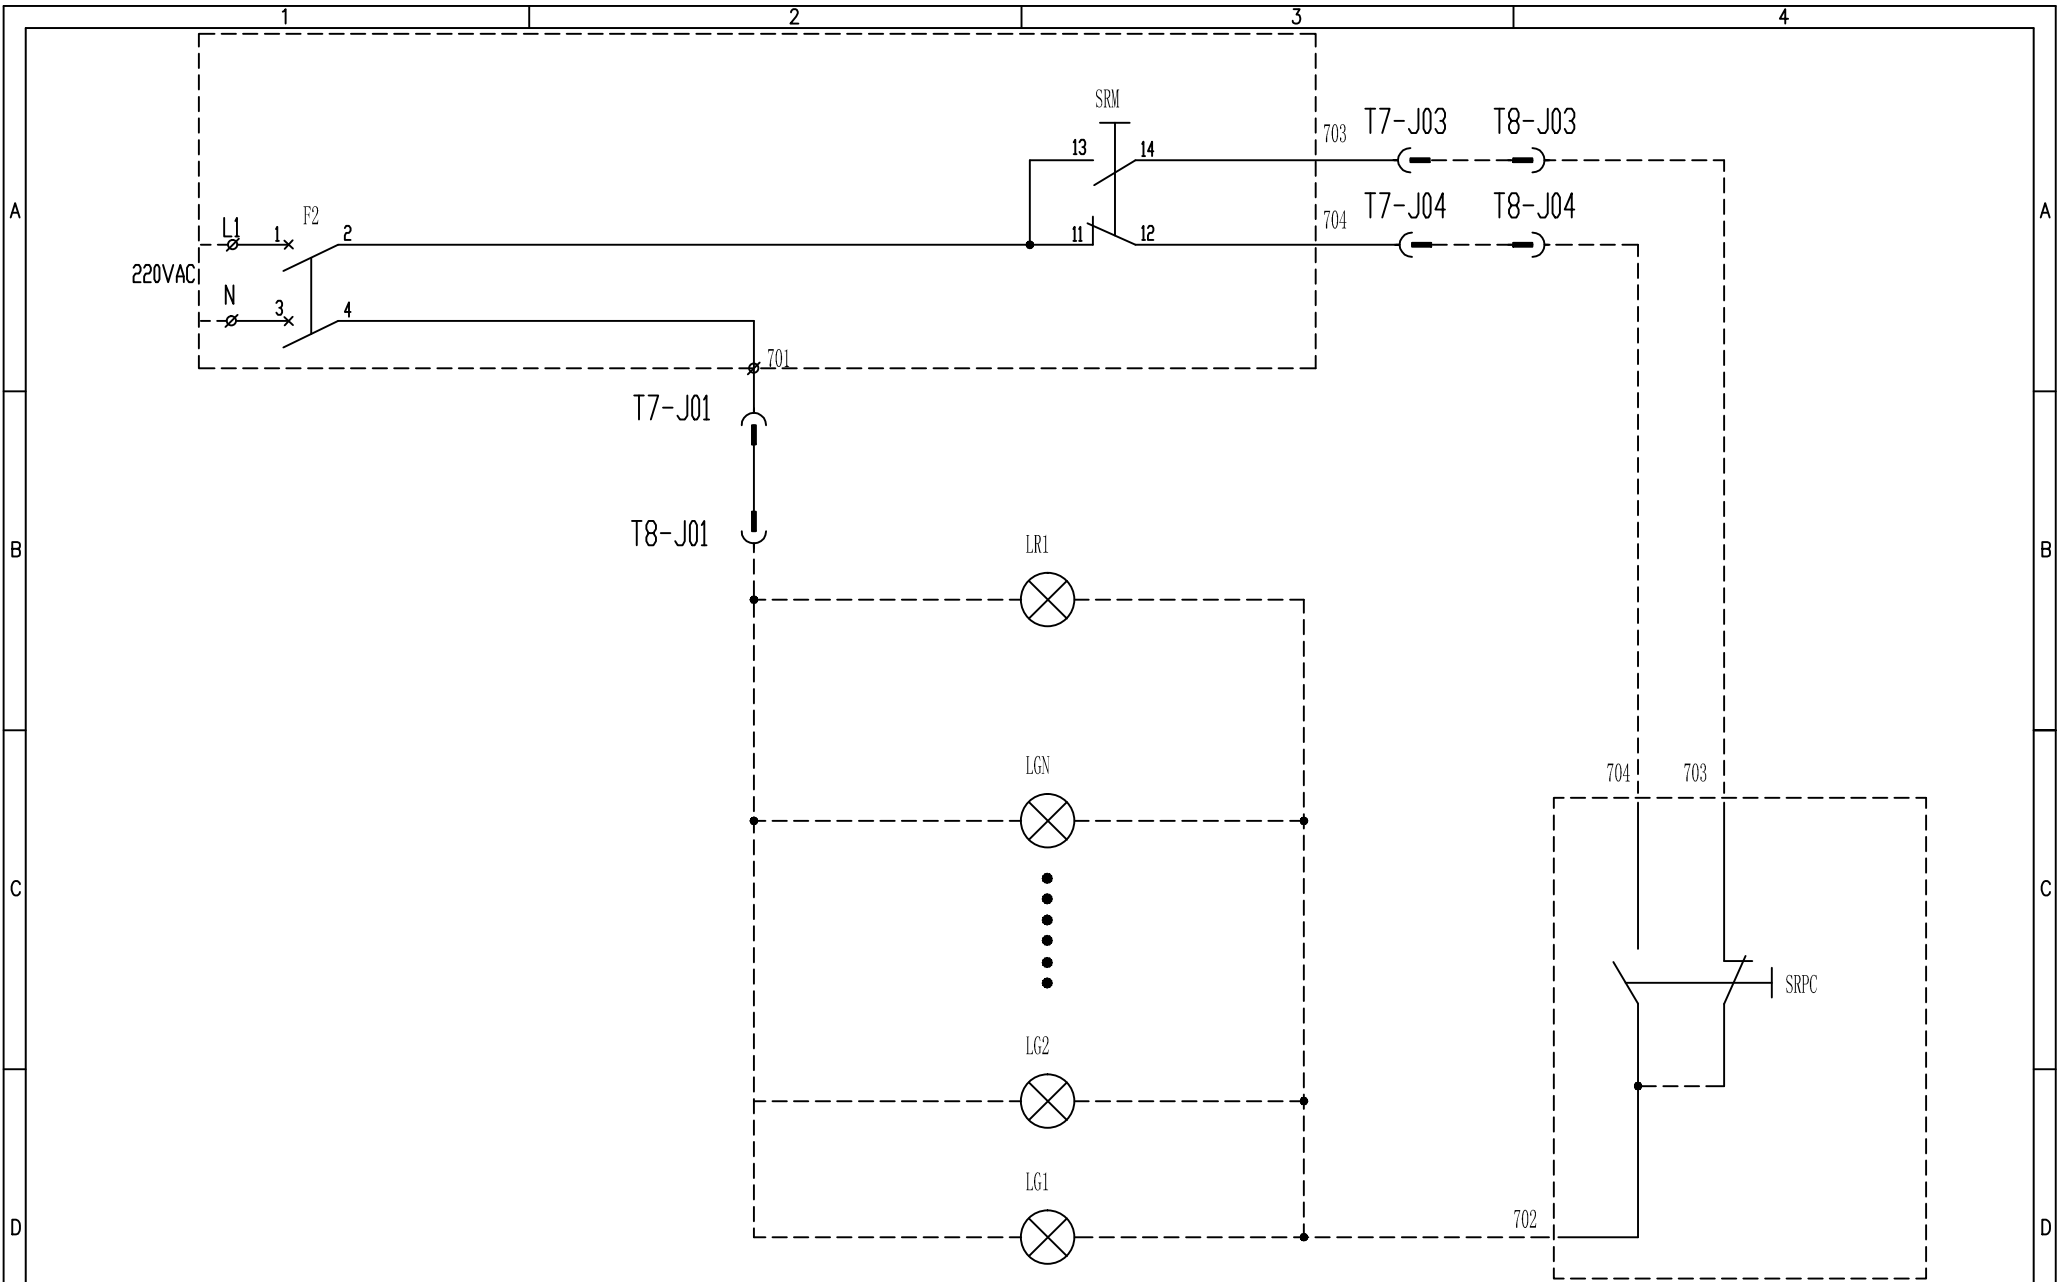 1 2 3 4
SRM
703 T7-J03 T8-J03
13 14
A A
704 T7-J04 T8-J04
L1 1 F2 2 11 12
220VAC
N 3 4
701
T7-J01
T8-J01
B B
LR1
LGN
704 703
C C
SRPC
LG2
LG1
702
D D